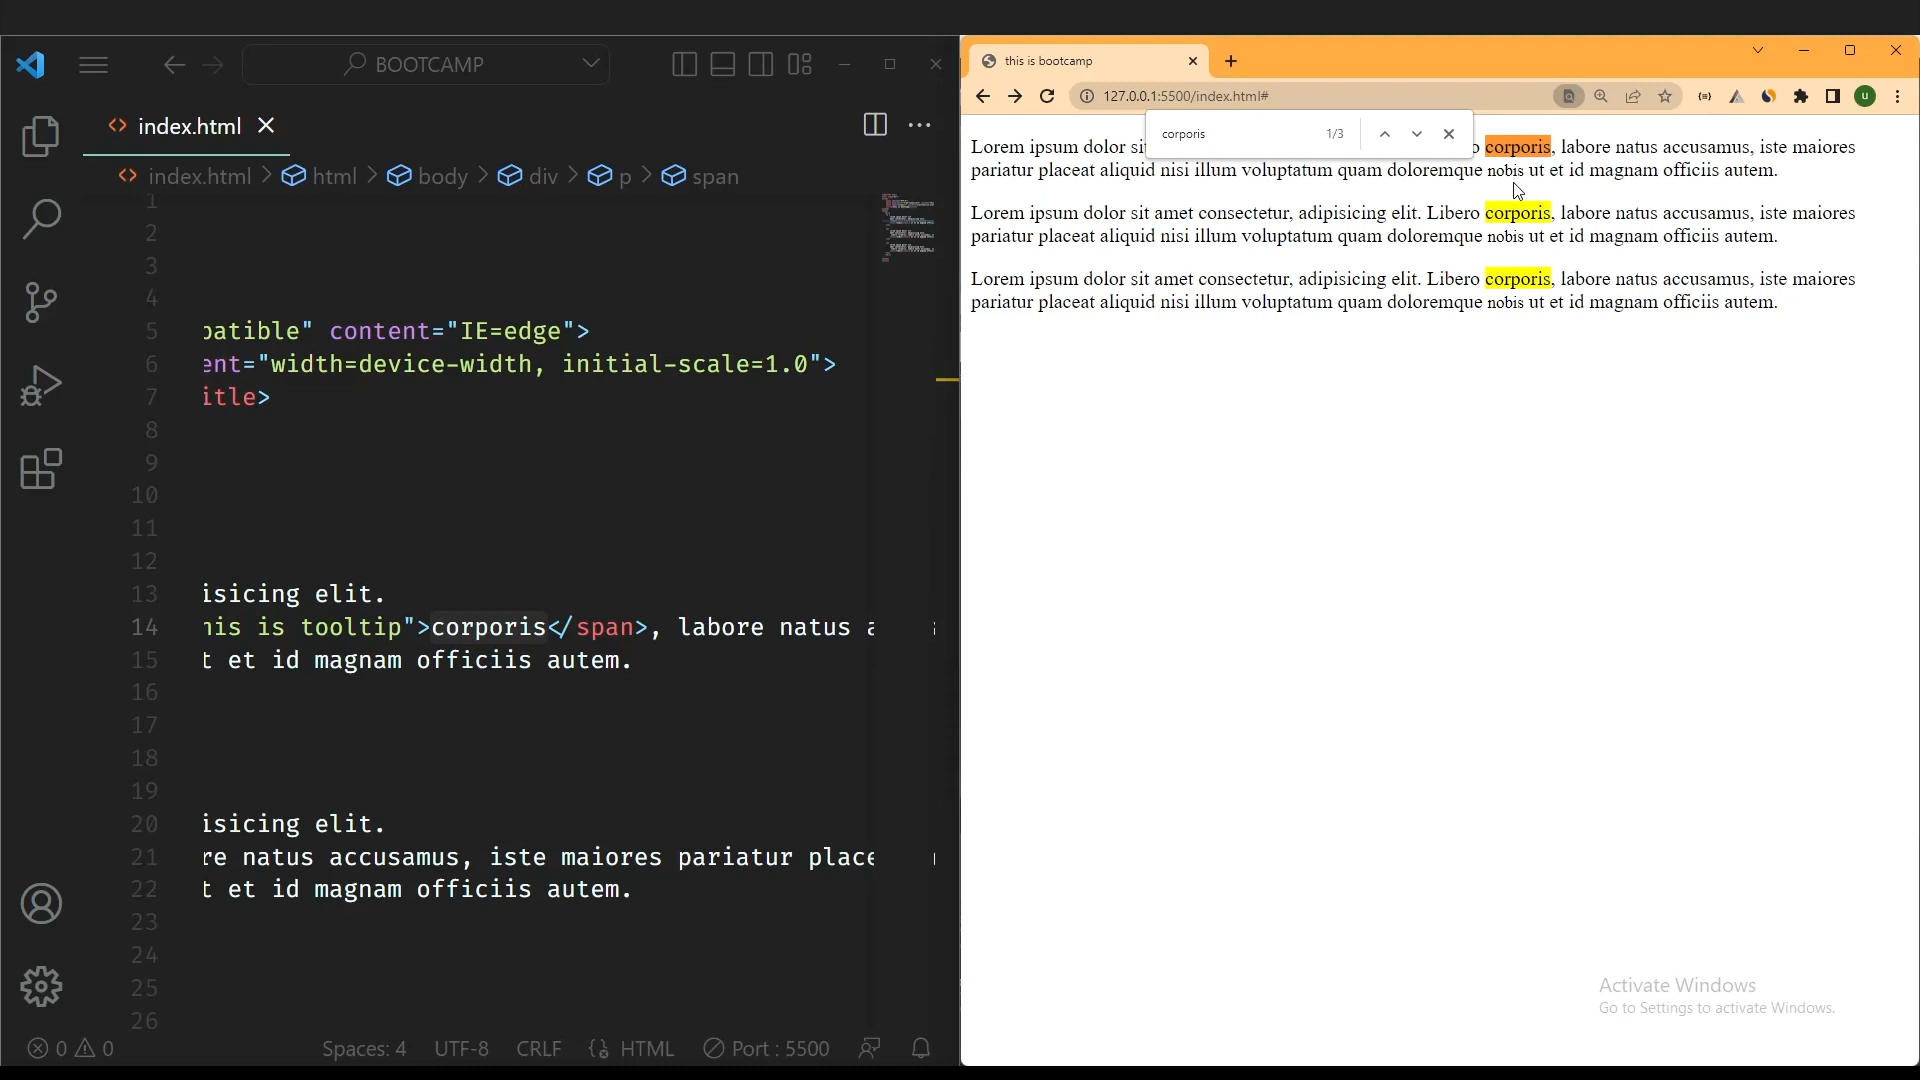 BOOTCAMP
index.html
index.html > html > body > div > p > span
1
2
3
4
5 patible" content="IE=edge">
6 ent="width=device-width, initial-scale=1.0">
7 itle>
8
9
10
11
12
13 isicing elit.
14 his is tooltip">corporis</span>, labore natus a
15 t et id magnam officiis autem.
16
17
18
19
20 isicing elit.
21 re natus accusamus, iste maiores pariatur place
22 t et id magnam officiis autem.
23
24
25
26
0 0 Spaces: 4 UTF-8 CRLF HTML Port : 5500
this is bootcamp
127.0.0.1:5500/index.html#
U
corporis 1/3
Lorem ipsum dolor sit o corporis, labore natus accusamus, iste maiores
pariatur placeat aliquid nisi illum voluptatum quam doloremque nobis ut et id magnam officiis autem.
Lorem ipsum dolor sit amet consectetur, adipisicing elit. Libero corporis, labore natus accusamus, iste maiores
pariatur placeat aliquid nisi illum voluptatum quam doloremque nobis ut et id magnam officiis autem.
Lorem ipsum dolor sit amet consectetur, adipisicing elit. Libero corporis, labore natus accusamus, iste maiores
pariatur placeat aliquid nisi illum voluptatum quam doloremque nobis ut et id magnam officiis autem.
Activate Windows
Go to Settings to activate Windows.